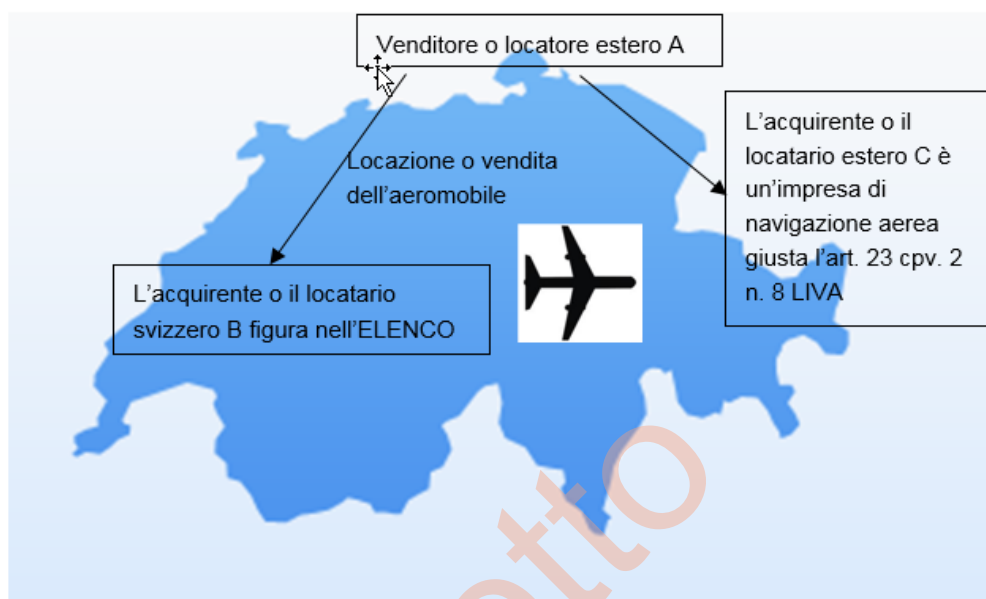 Venditore o locatore estero A
Locazione o vendita
dell'aeromobile
L'acquirente o il
locatario estero C è
un'impresa di
navigazione aerea
giusta l'art. 23 cpv. 2
n. 8 LIVA
L'acquirente o il locatario
svizzero B figura nell'ELENCO
etto